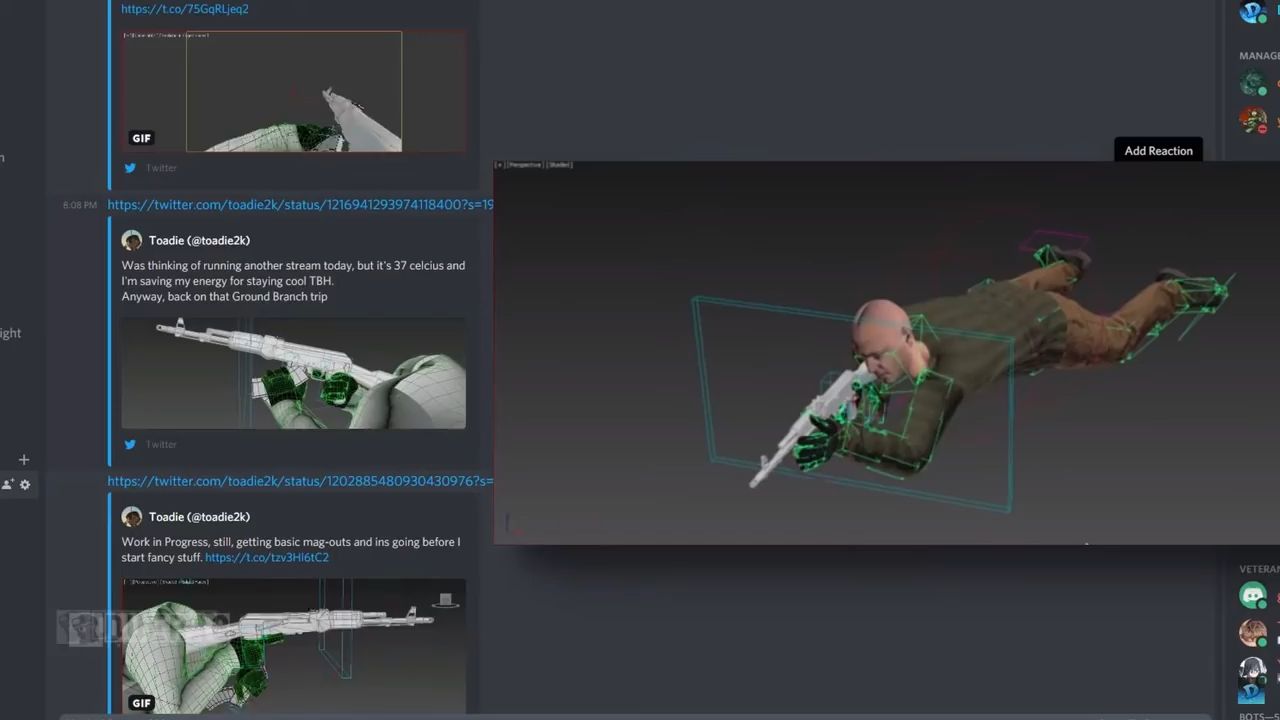 https://t.co/75GqRLjeq2
GIF
Twitter
Add Reaction
MANAGE
[+][Perspective][Shaded]
8:08 PM
https://twitter.com/toadie2k/status/1216941293974118400?s=19
Toadie (@toadie2k)
Was thinking of running another stream today, but it's 37 celcius and
I'm saving my energy for staying cool TBH.
Anyway, back on that Ground Branch trip
ight
Twitter
https://twitter.com/toadie2k/status/1202885480930430976?s=
Toadie (@toadie2k)
Work in Progress, still, getting basic mag-outs and ins going before I
start fancy stuff. https://t.co/tzv3Hl6tC2
VETERAN
GIF
BOTS—5